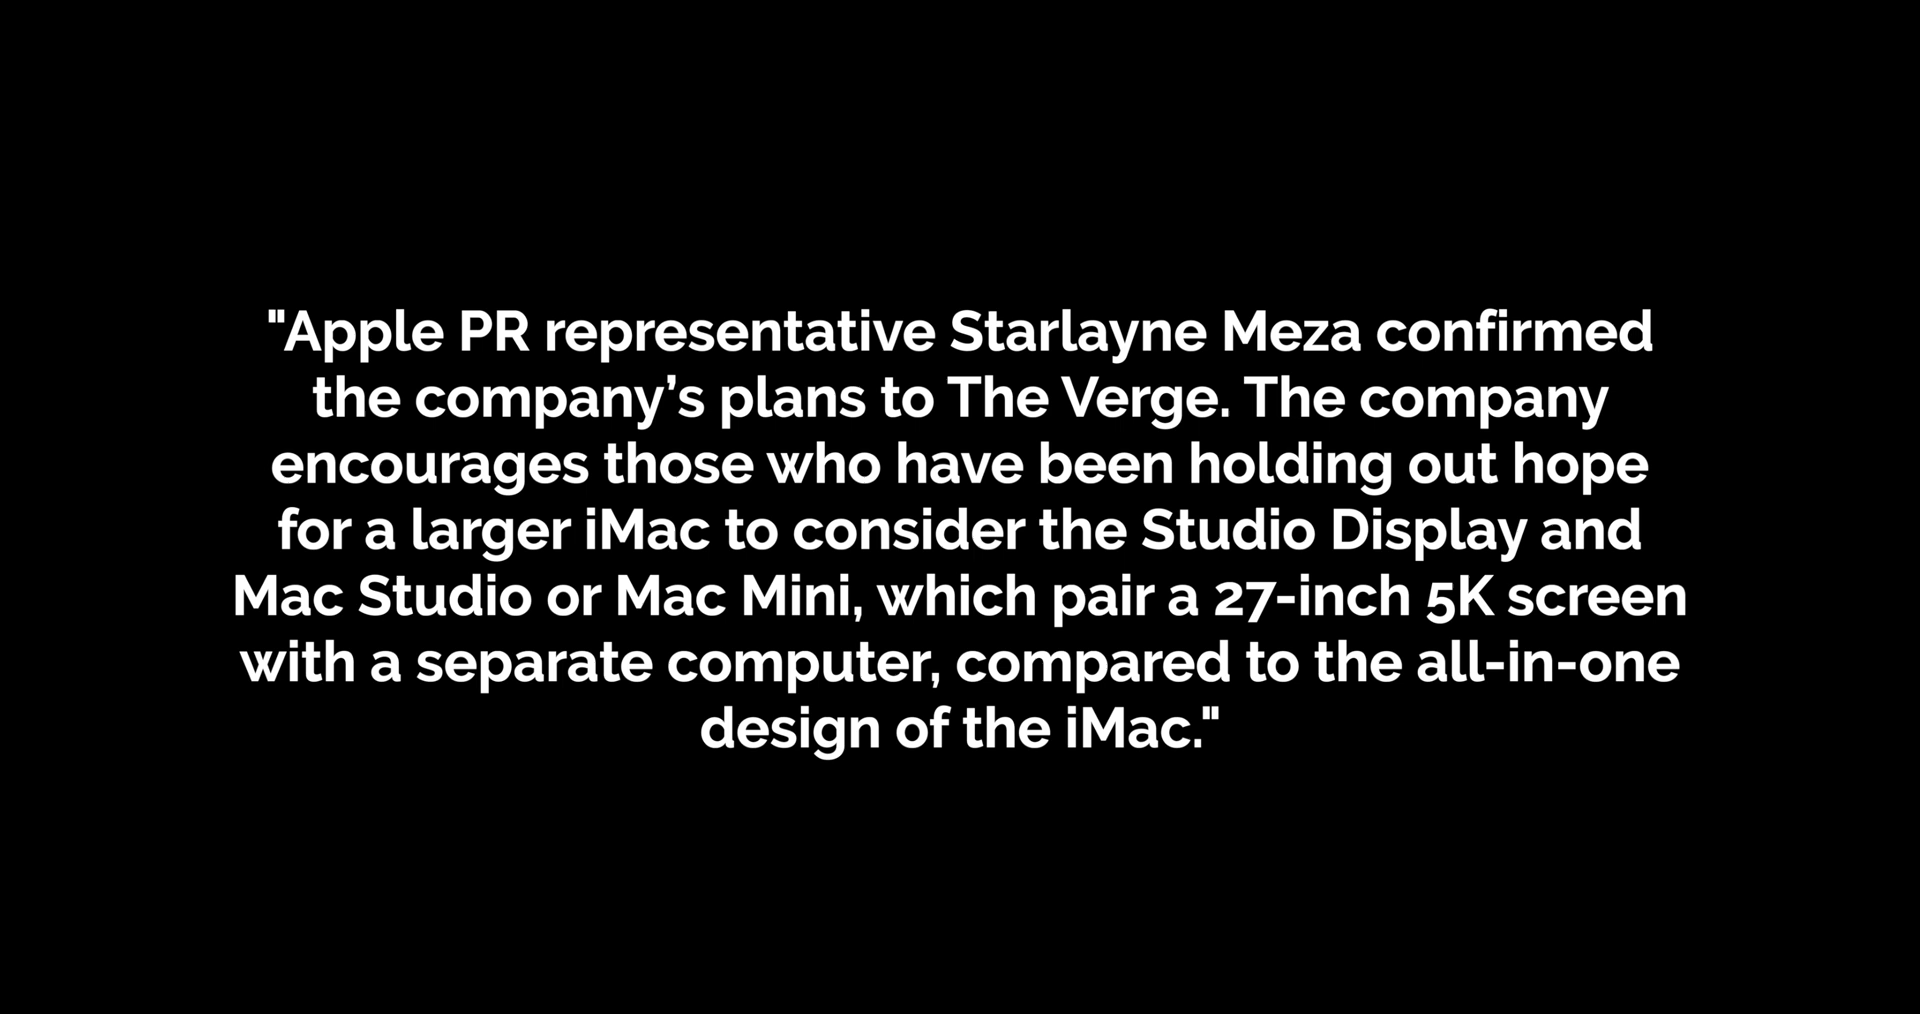 "Apple PR representative Starlayne Meza confirmed
the company’s plans to The Verge. The company
encourages those who have been holding out hope
for a larger iMac to consider the Studio Display and
Mac Studio or Mac Mini, which pair a 27-inch 5K screen
with a separate computer, compared to the all-in-one
design of the iMac."